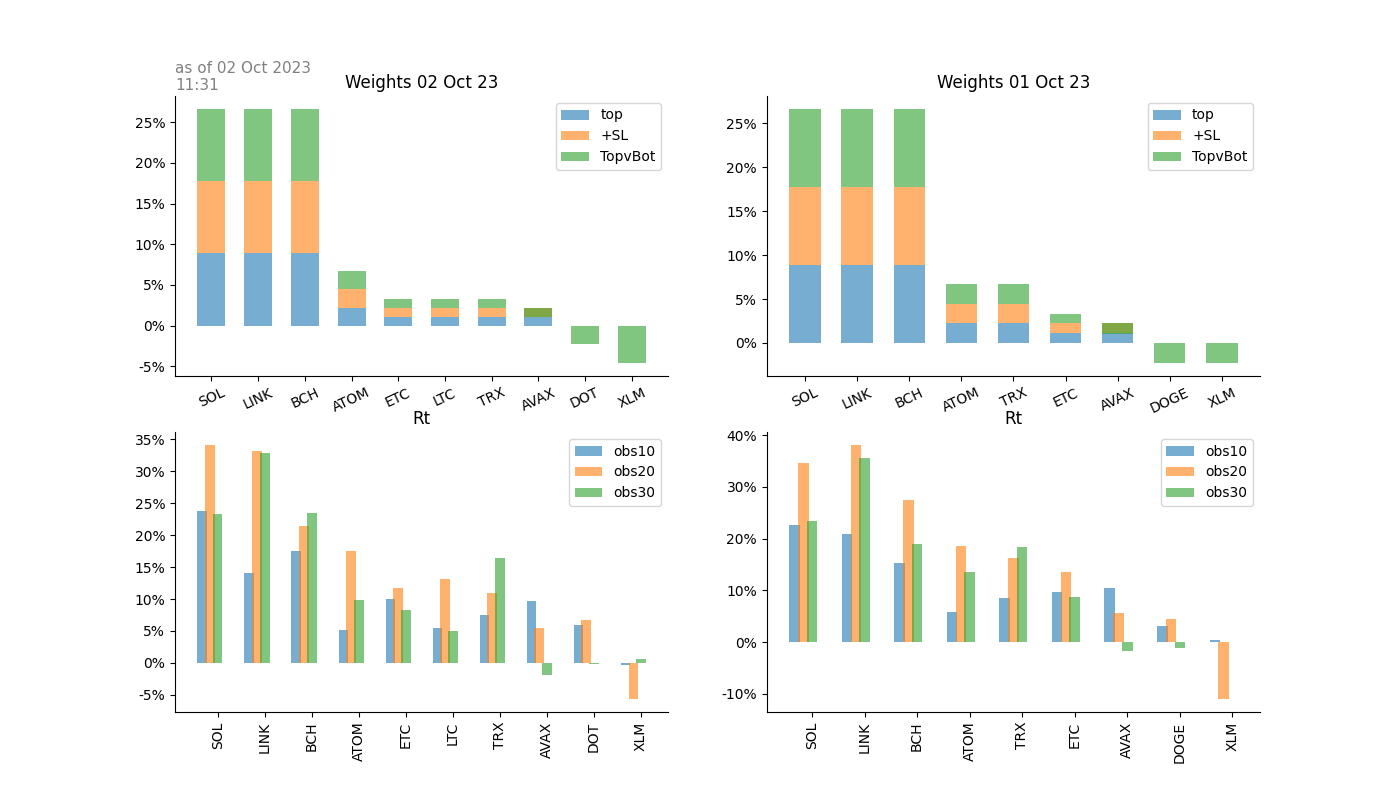 as of 02 Oct 2023
11:31
Weights 02 Oct 23
25%
20%
15%
10%
5%
0%
-5%
top
+SL
TopvBot
SOL
LINK
BCH
ATOM
ETC
LTC
TRX
AVAX
DOT
XLM
Weights 01 Oct 23
25%
20%
15%
10%
5%
0%
top
+SL
TopvBot
SOL
LINK
BCH
ATOM
TRX
ETC
AVAX
DOGE
XLM
Rt
35%
30%
25%
20%
15%
10%
5%
0%
-5%
obs10
obs20
obs30
SOL
LINK
BCH
ATOM
ETC
LTC
TRX
AVAX
DOT
XLM
Rt
40%
30%
20%
10%
0%
-10%
obs10
obs20
obs30
SOL
LINK
BCH
ATOM
TRX
ETC
AVAX
DOGE
XLM